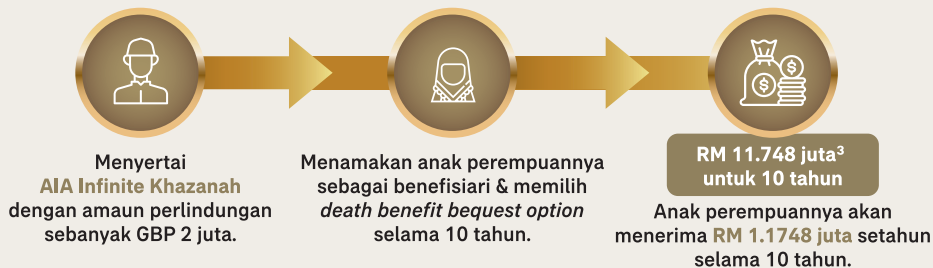 Menyertai
AIA Infinite Khazanah
dengan amaun perlindungan
sebanyak GBP 2 juta.
Menamakan anak perempuannya
sebagai benefisiari & memilih
death benefit bequest option
selama 10 tahun.
$
$
RM 11.748 juta³
untuk 10 tahun
Anak perempuannya akan
menerima RM 1.1748 juta setahun
selama 10 tahun.